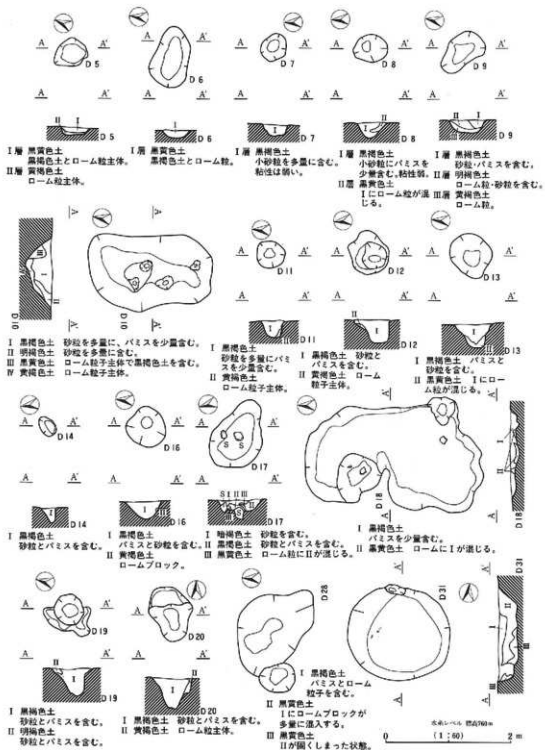 A A' D5
A A' D6
A A' D7
A A' D8
A A' D9
A A'
A A'
A A'
A A'
A A'
II I D5
I D6
I D7
I II D8
II I III D9
I層 黒黄色土
黒褐色土とローム粒主体。
II層 黄褐色土
ローム粒主体。
I層 黒黄色土
黒褐色土とローム粒。
I層 黒褐色土
小砂粒を多量に含む。
粘性は弱い。
I層 黒褐色土
小砂粒にパミスを
少量含む。粘性弱。
II層 黒黄色土
Iにローム粒が混
じる。
I層 黒褐色土
砂粒・パミスを含む。
II層 明褐色土
ローム粒・砂粒を含む。
III層 黄褐色土
ローム粒。
D10
D10
A A'
A A'
I 黒褐色土 砂粒を多量に、パミスを少量含む。
II 明褐色土 砂粒を多量に含む。
III 黒黄色土 ローム粒子主体で黒褐色土を含む。
IV 黄褐色土 ローム粒子主体。
A A' D11
A A' D12
A A' D13
A A'
A A'
A A'
I II D11
I II D12
I II D13
I 黒褐色土
砂粒を多量にパミ
スを少量含む。
II 黄褐色土
ローム粒子主体。
I 黒褐色土 砂粒と
パミスを含む。
II 黄褐色土 ローム
粒子主体。
I 黒褐色土 パミスと
砂粒を含む。
II 黒黄色土 Iにロー
ム粒が混じる。
A A' D14
A A' D16
A A' S S D17
A A' D18
A A'
A A'
A A'
A A'
I D14
I II D16
S I II III D17
I II D18
I 黒褐色土
砂粒とパミスを含む。
I 黒褐色土
パミスと砂粒を含む。
II 黄褐色土
ロームブロック。
I 暗褐色土 砂粒を含む。
II 黒褐色土 砂粒とパミスを含む。
III 黒黄色土 ローム粒にIIが混じる。
I 黒褐色土
パミスを少量含む。
II 黒黄色土 ロームにIが混じる。
A A' D19
A A' D20
D28
D31
A A'
A A'
A A'
II I D19
I II D20
I II III D31
I 黒褐色土
砂粒とパミスを含む。
II 明褐色土
砂粒とパミスを含む。
I 黒褐色土 砂粒とパミスを含む。
II 黄褐色土 ローム粒主体。
I 黒褐色土
パミスとローム
粒子を含む。
II 黒黄色土
Iにロームブロックが
多量に混入する。
III 黒黄色土
IIが固くしまった状態。
水糸レベル 標高760m
0 (1:60) 2m